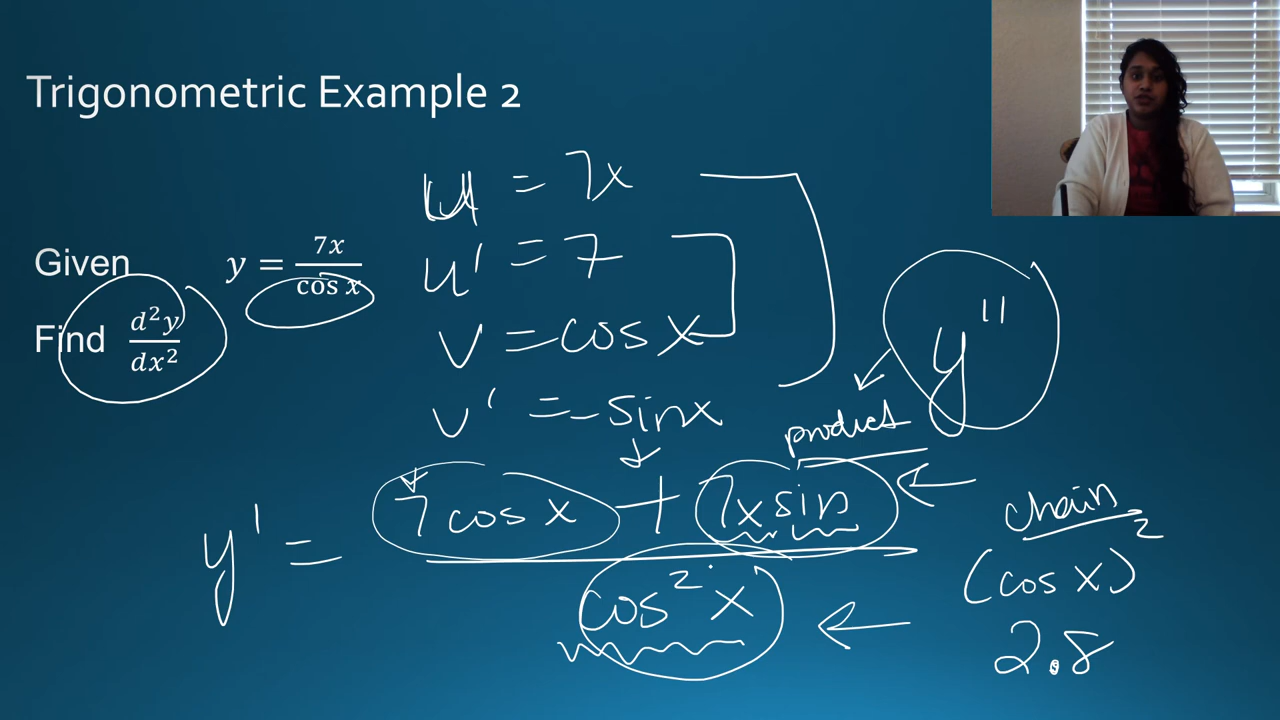 Trigonometric Example 2
Given y = 7x / cos x
Find d²y / dx²
u = 7x
u' = 7
v = cos x
v' = - sinx
y''
product
y' = 7 cos x + 7x sin / cos² x
chain
(cos x)²
2.8